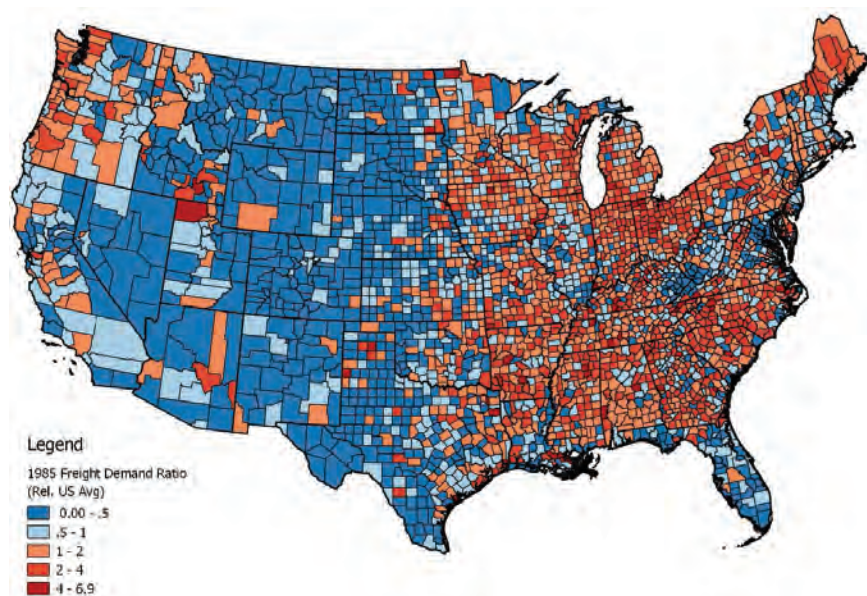 Legend
1985 Freight Demand Ratio
(Rel. US Avg)
0.00 - .5
.5 - 1
1 - 2
2 - 4
4 - 6.9